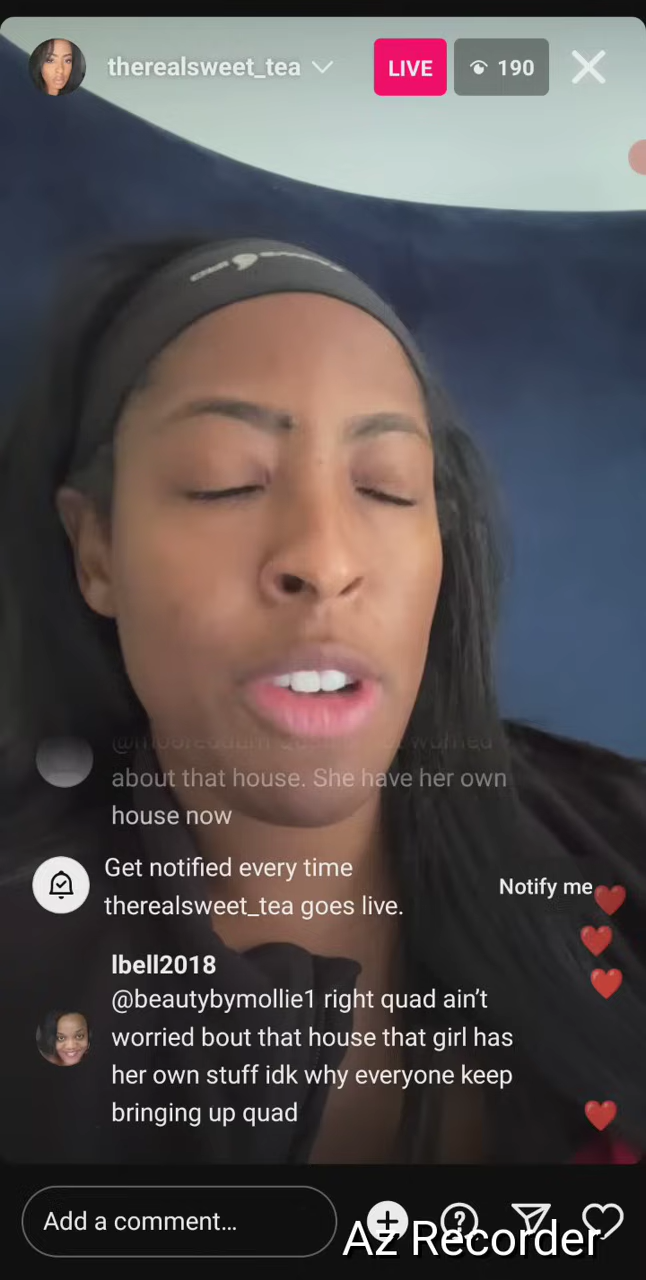 therealsweet_tea
LIVE
190
worried
about that house. She have her own
house now
Get notified every time
therealsweet_tea goes live.
Notify me
lbell2018
@beautybymollie1 right quad ain't
worried bout that house that girl has
her own stuff idk why everyone keep
bringing up quad
Add a comment…
Az Recorder